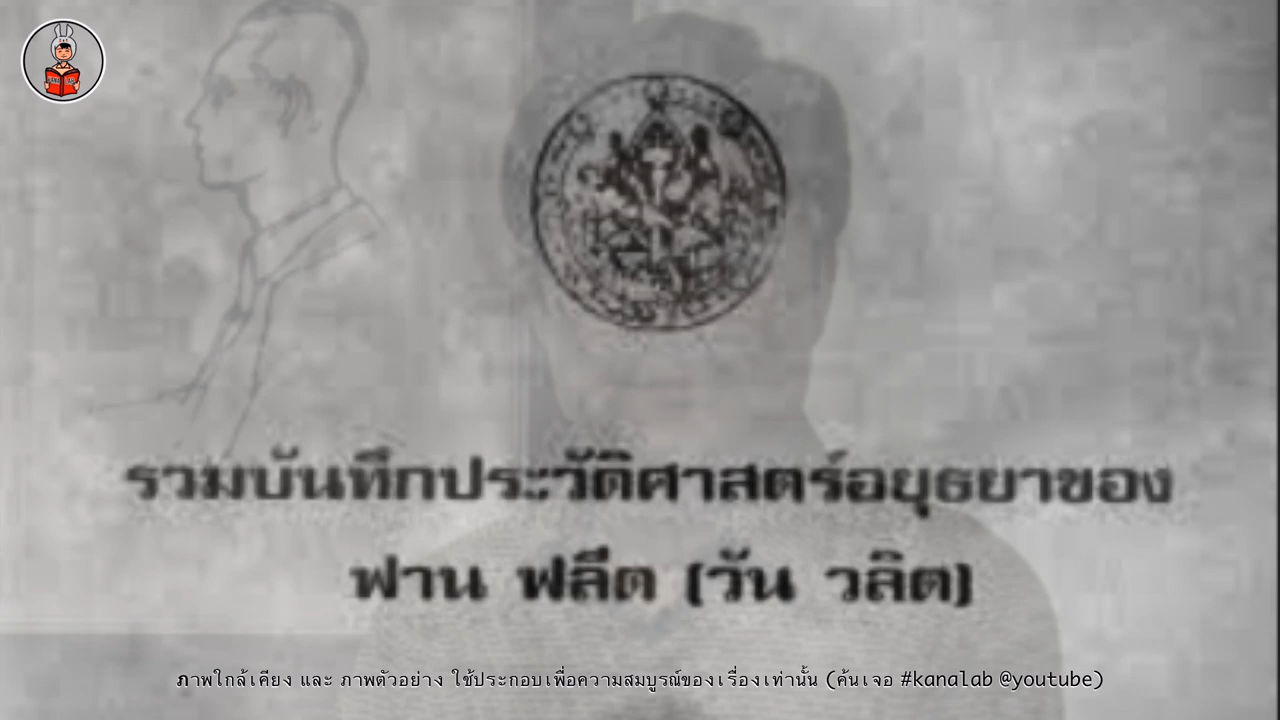 รวมบันทึกประวัติศาสตร์อยุธยาของ
ฟาน ฟลีต (วัน วลิต)
ภาพใกล้เคียง และ ภาพตัวอย่าง ใช้ประกอบเพื่อความสมบูรณ์ของเรื่องเท่านั้น (ค้นเจอ #kanalab @youtube)